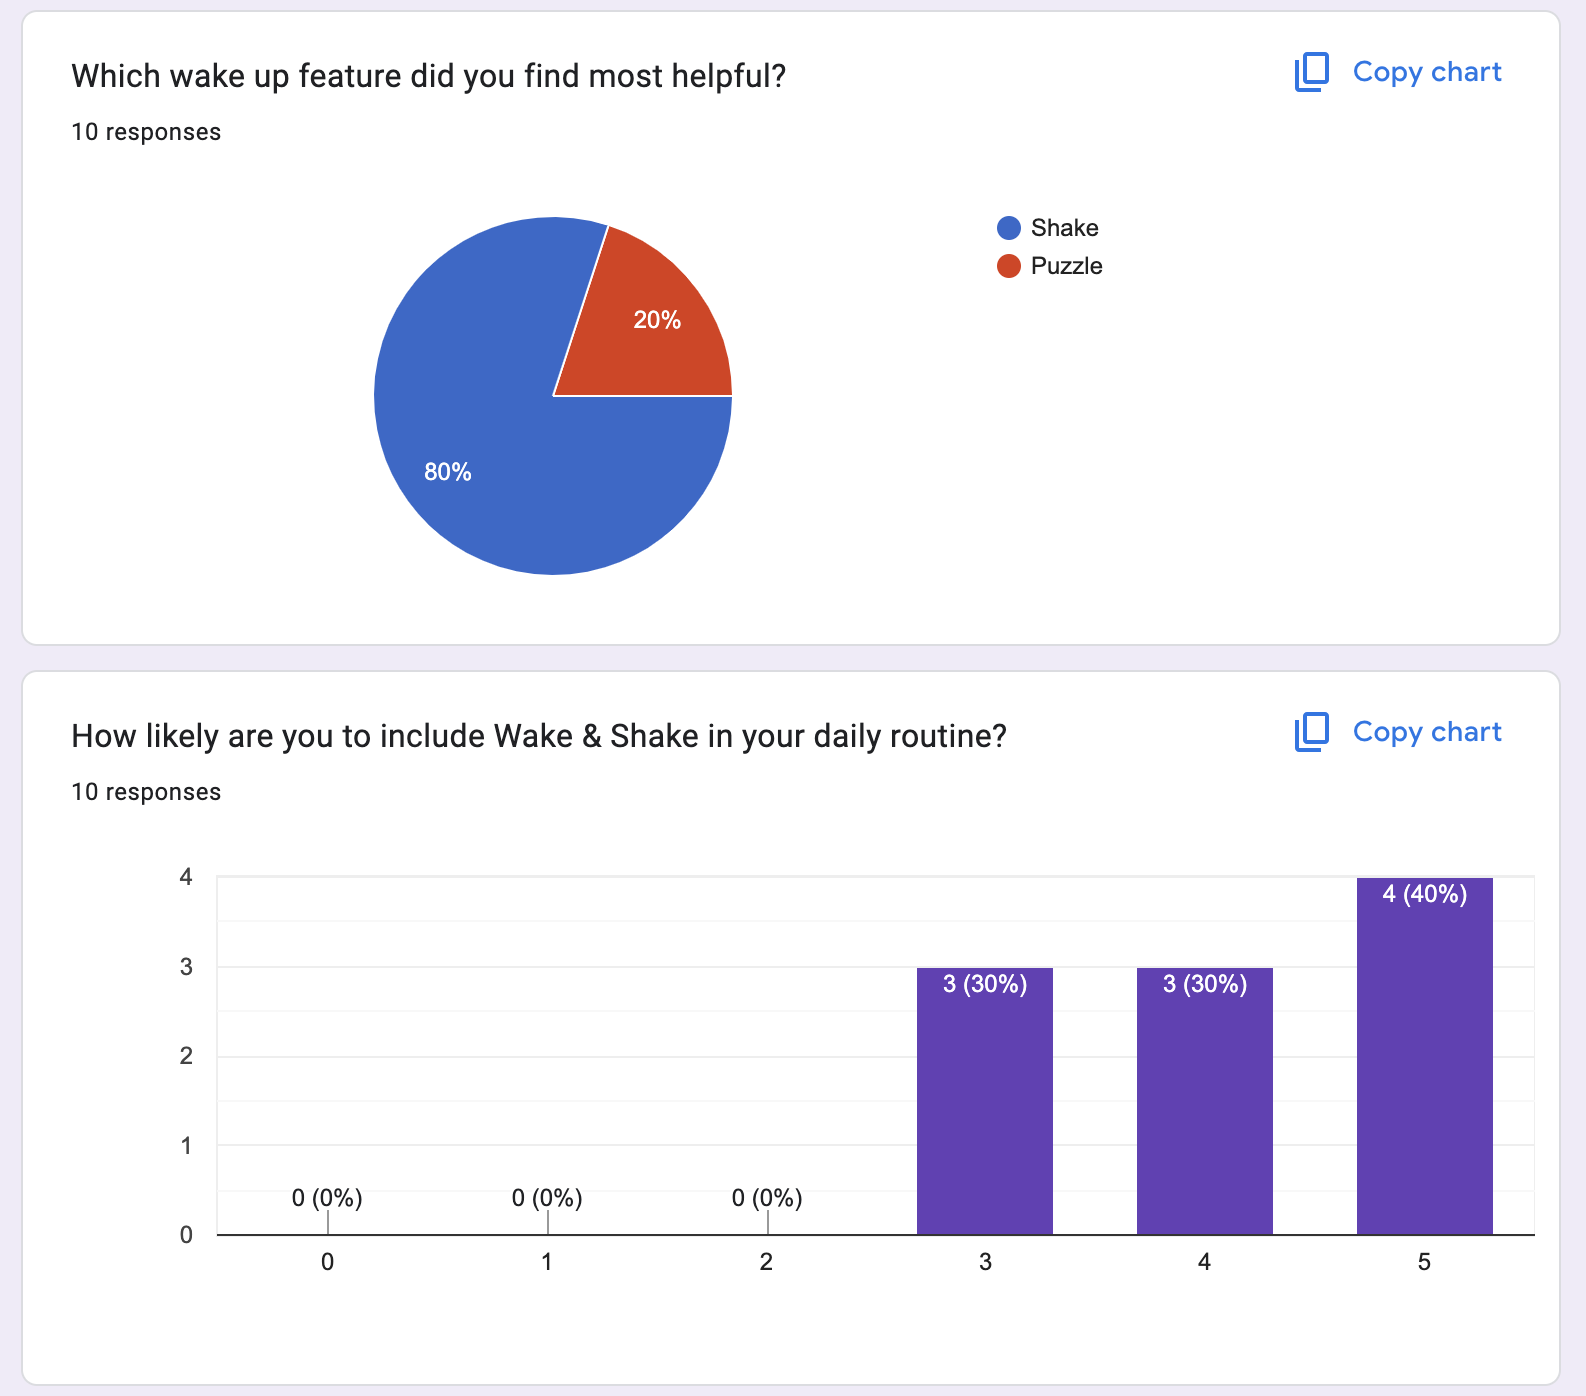 Which wake up feature did you find most helpful?
Copy chart
10 responses
Shake
Puzzle
20%
80%
How likely are you to include Wake & Shake in your daily routine?
Copy chart
10 responses
4
3
2
1
0
0 (0%)
0 (0%)
0 (0%)
3 (30%)
3 (30%)
4 (40%)
0 1 2 3 4 5